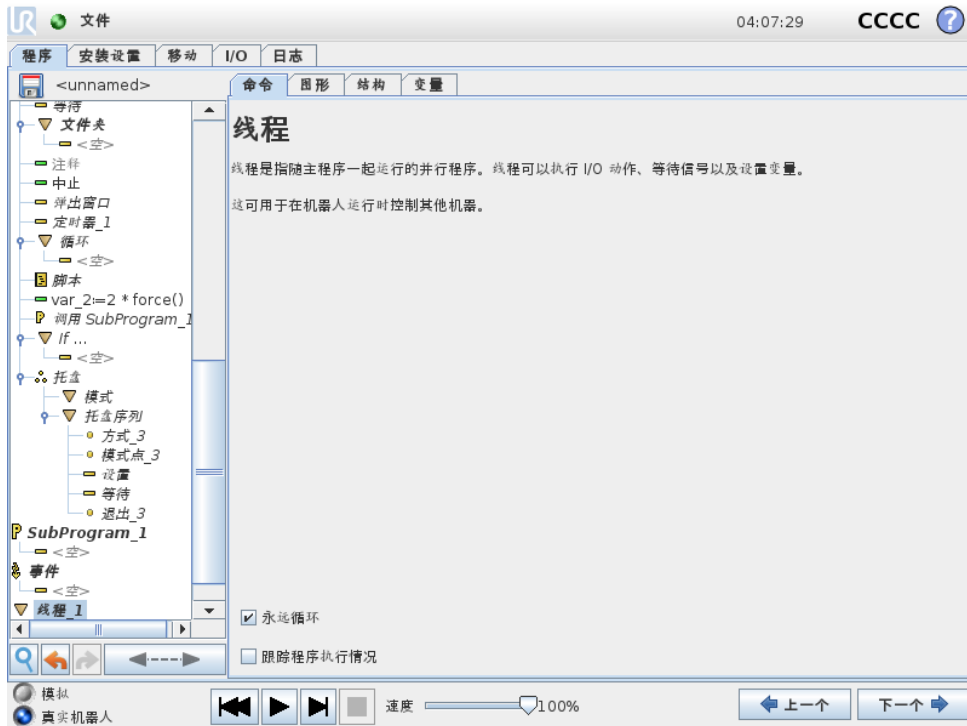 UR 文件 04:07:29 CCCC ?
程序 安装设置 移动 I/O 日志
<unnamed> 命令 图形 结构 变量
等待
文件夹
<空>
注释
中止
弹出窗口
定时器_1
循环
<空>
脚本
var_2:=2 * force()
调用 SubProgram_1
If ...
<空>
托盘
模式
托盘序列
方式_3
模式点_3
设置
等待
退出_3
P SubProgram_1
<空>
事件
<空>
线程_1
线程
线程是指随主程序一起运行的并行程序。线程可以执行 I/O 动作、等待信号以及设置变量。
这可用于在机器人运行时控制其他机器。
永远循环
跟踪程序执行情况
模拟
真实机器人
速度 100% 上一个 下一个